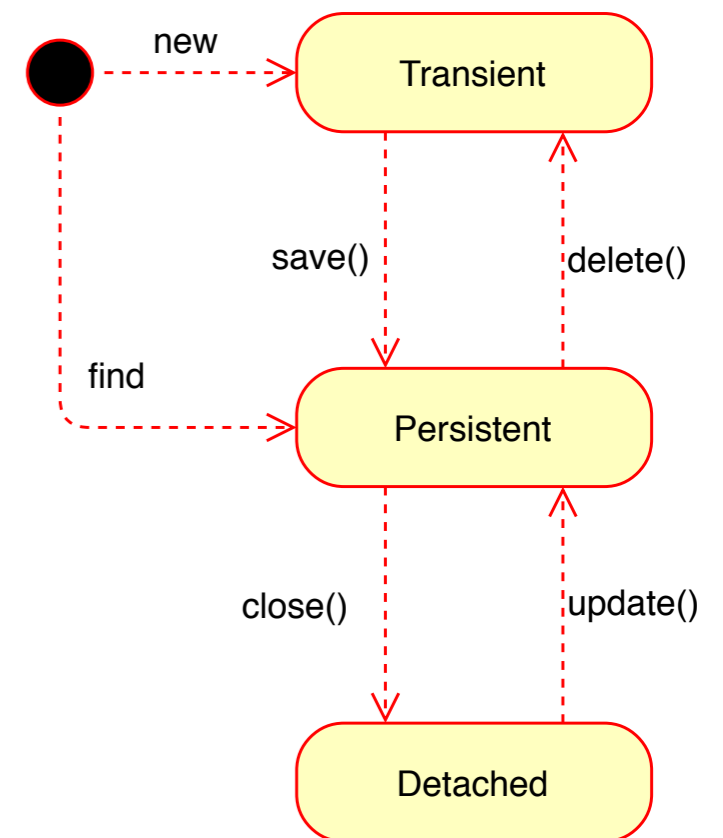 new
Transient
save()
delete()
find
Persistent
close()
update()
Detached